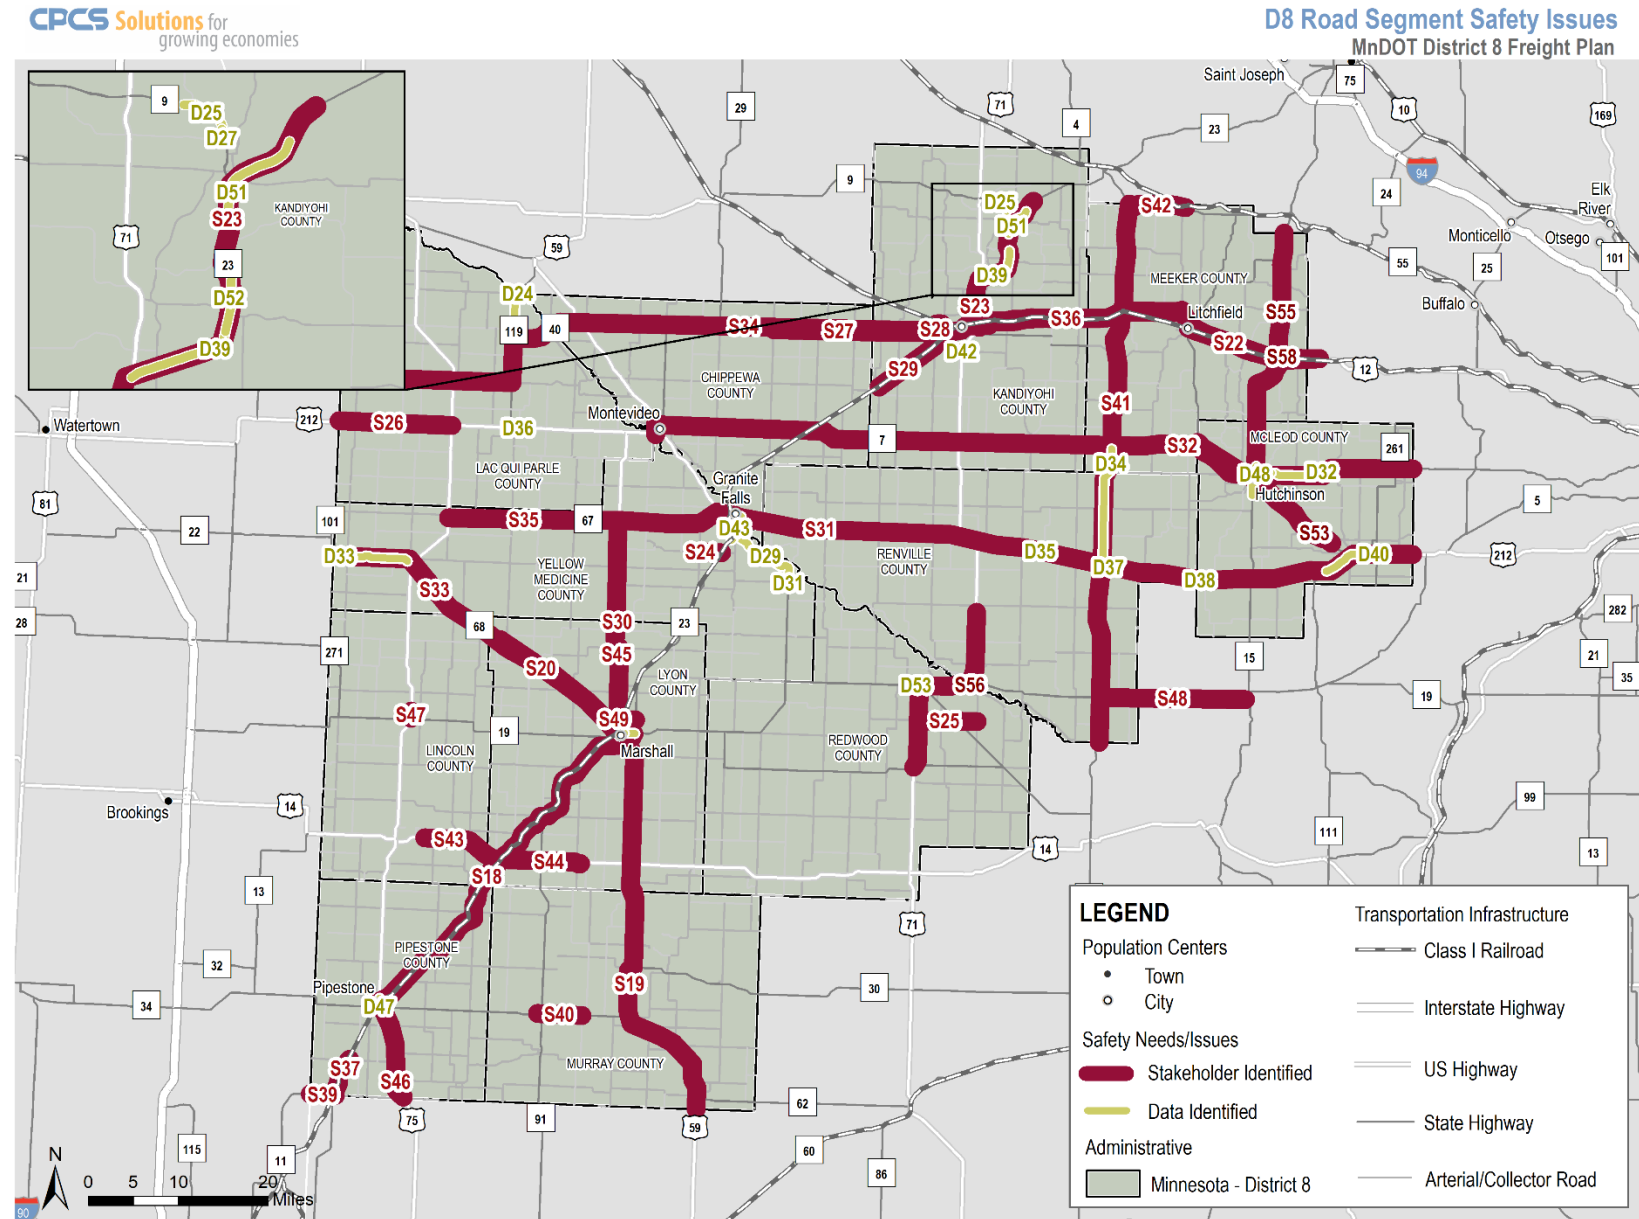 CPCS Solutions for
growing economies
D8 Road Segment Safety Issues
MnDOT District 8 Freight Plan
9
D25
D27
D51
S23
KANDIYOHI
COUNTY
71
23
D52
D39
Saint Joseph
75
10
169
29
71
4
23
94
9
24
Elk
River
Monticello
Otsego
101
55
25
Buffalo
59
D25
D51
D39
S23
S42
MEEKER COUNTY
Litchfield
S55
D24
119
40
S34
S27
S28
S36
D42
S29
S22
S58
12
CHIPPEWA
COUNTY
KANDIYOHI
COUNTY
S41
Watertown
212
S26
D36
Montevideo
7
S32
MCLEOD COUNTY
261
LAC QUI PARLE
COUNTY
D34
D48
D32
Hutchinson
Granite
Falls
81
22
101
S35
67
D43
S31
5
S53
D33
S24
D29
D31
RENVILLE
COUNTY
D35
D37
D38
D40
212
YELLOW
MEDICINE
COUNTY
21
28
S33
68
S30
23
282
271
S20
S45
LYON
COUNTY
15
21
35
D53
S56
S48
19
S47
19
S49
Marshall
S25
LINCOLN
COUNTY
REDWOOD
COUNTY
Brookings
14
99
111
13
S43
S44
S18
14
13
71
PIPESTONE
COUNTY
32
34
Pipestone
D47
S19
S40
30
MURRAY COUNTY
S37
S39
S46
75
91
59
62
60
86
115
11
90
N
0 5 10 20
Miles
LEGEND
Population Centers
Town
City
Safety Needs/Issues
Stakeholder Identified
Data Identified
Administrative
Minnesota - District 8
Transportation Infrastructure
Class I Railroad
Interstate Highway
US Highway
State Highway
Arterial/Collector Road